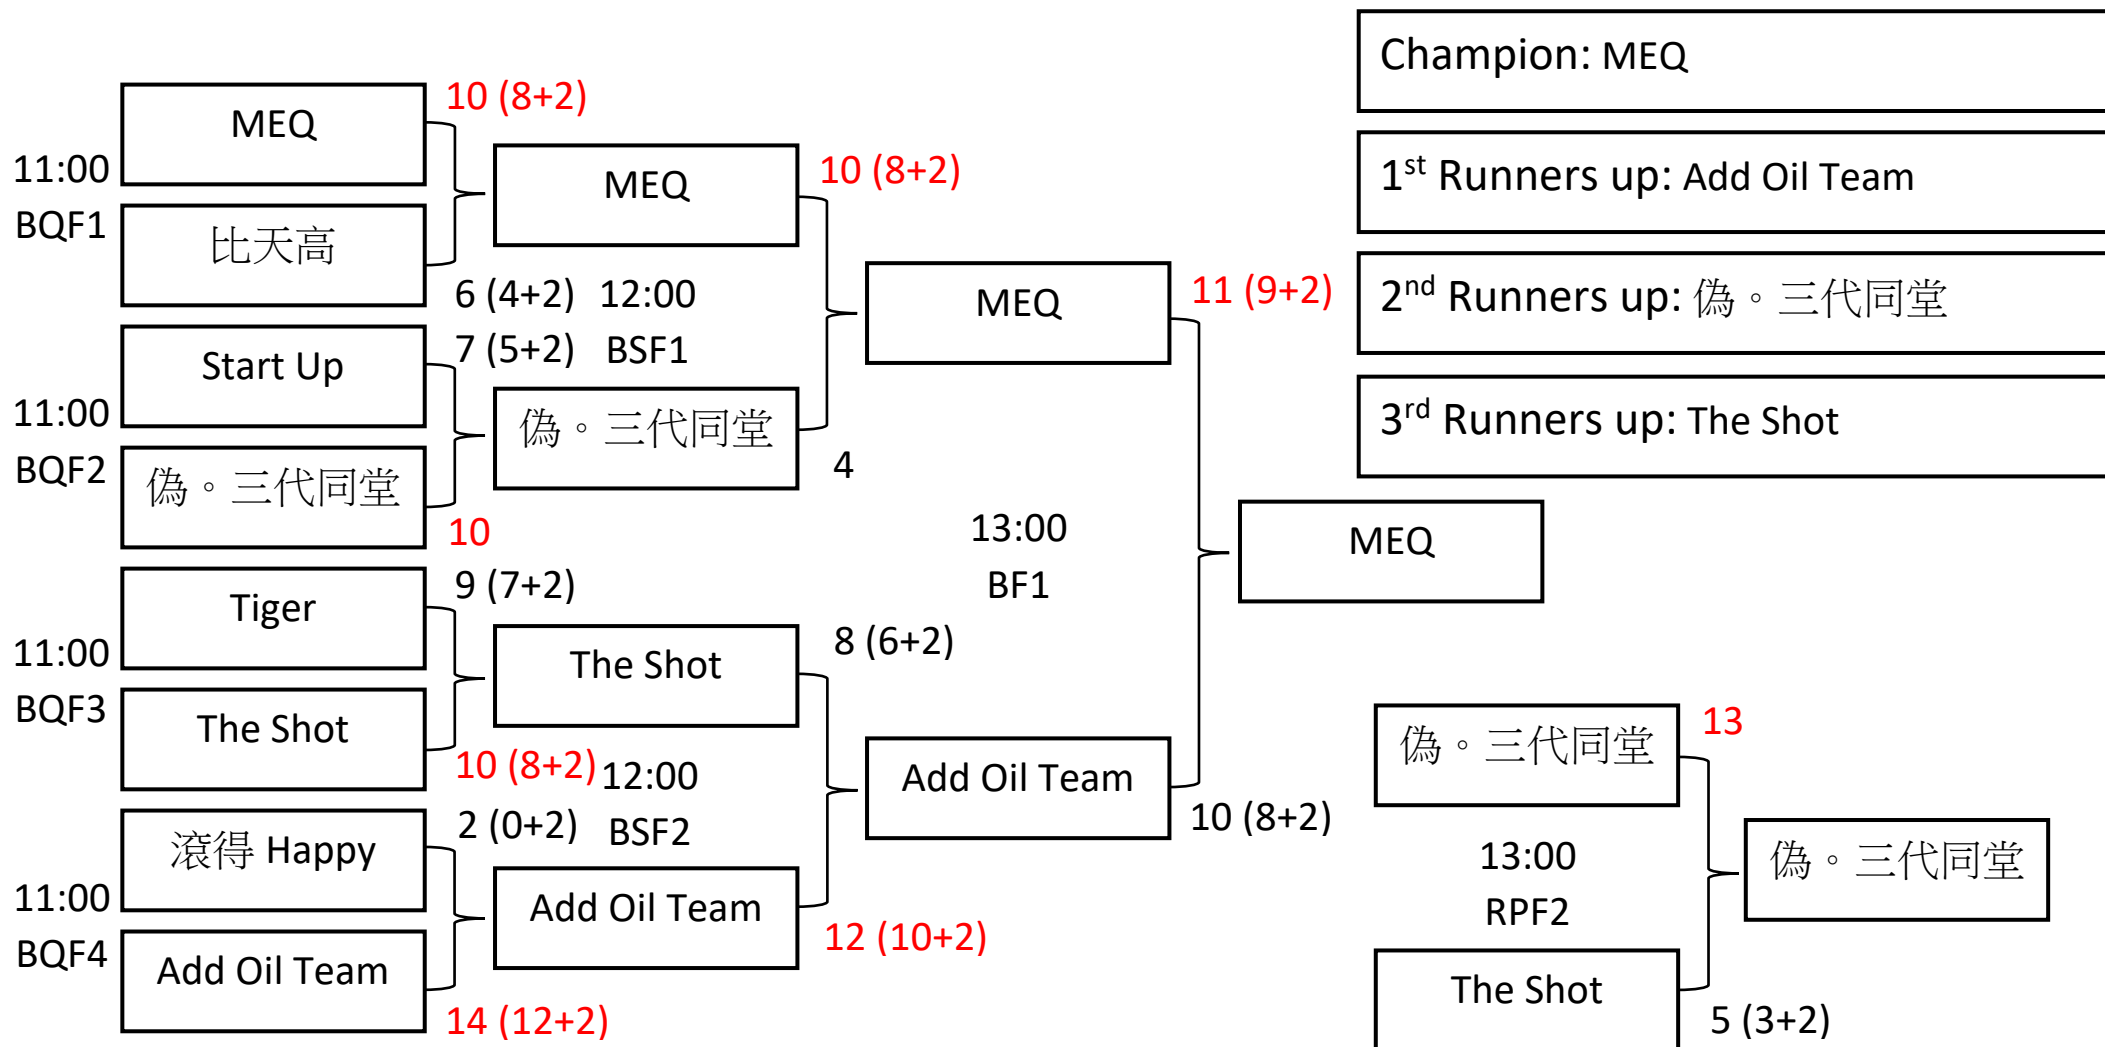 Champion: MEQ
1st Runners up: Add Oil Team
2nd Runners up: 偽。三代同堂
3rd Runners up: The Shot
11:00
BQF1
MEQ
10 (8+2)
比天高
6 (4+2)
11:00
BQF2
Start Up
7 (5+2)
偽。三代同堂
10
11:00
BQF3
Tiger
9 (7+2)
The Shot
10 (8+2)
11:00
BQF4
滾得 Happy
2 (0+2)
Add Oil Team
14 (12+2)
MEQ
10 (8+2)
12:00
BSF1
偽。三代同堂
4
The Shot
8 (6+2)
12:00
BSF2
Add Oil Team
12 (10+2)
MEQ
11 (9+2)
13:00
BF1
Add Oil Team
10 (8+2)
MEQ
偽。三代同堂
13
13:00
RPF2
The Shot
5 (3+2)
偽。三代同堂